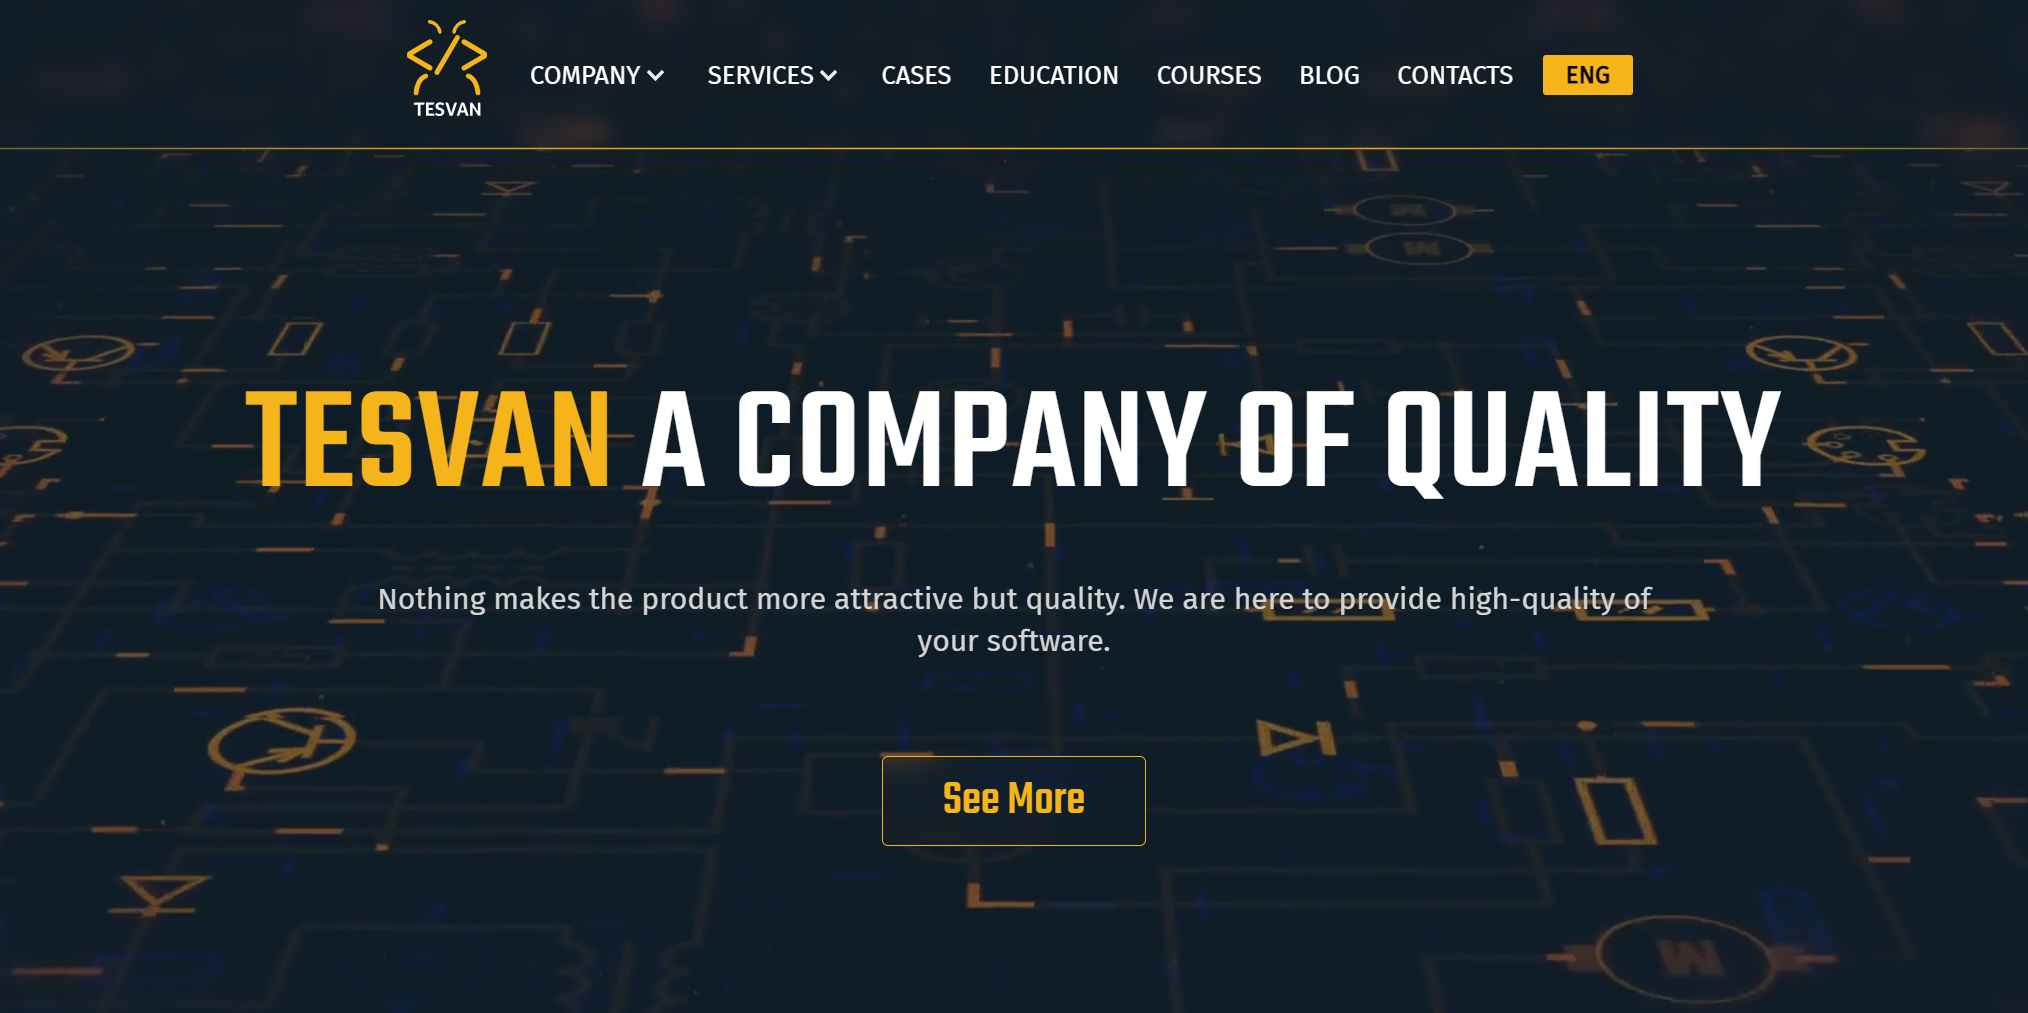 TESVAN
COMPANY SERVICES CASES EDUCATION COURSES BLOG CONTACTS ENG
TESVAN A COMPANY OF QUALITY
Nothing makes the product more attractive but quality. We are here to provide high-quality of
your software.
See More
M